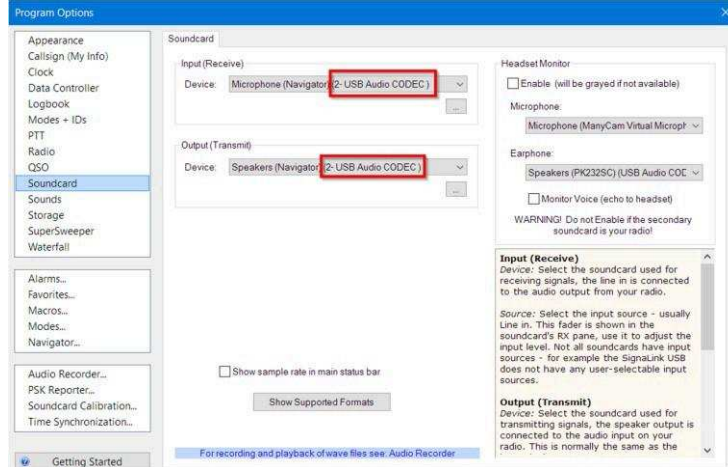 Program Options
Appearance
Callsign (My Info)
Clock
Data Controller
Logbook
Modes + IDs
PTT
Radio
QSO
Soundcard
Sounds
Storage
SuperSweeper
Waterfall
Alarms...
Favorites...
Macros...
Modes...
Navigator...
Audio Recorder...
PSK Reporter...
Soundcard Calibration...
Time Synchronization...
Getting Started
Soundcard
Input (Receive)
Device: Microphone (Navigator) (2- USB Audio CODEC )
...
Output (Transmit)
Device: Speakers (Navigator) (2- USB Audio CODEC )
...
Show sample rate in main status bar
Show Supported Formats
For recording and playback of wave files see: Audio Recorder
Headset Monitor
Enable (will be grayed if not available)
Microphone:
Microphone (ManyCam Virtual Microph
Earphone:
Speakers (PK232SC) (USB Audio COD
Monitor Voice (echo to headset)
WARNING! Do not Enable if the secondary
soundcard is your radio!
Input (Receive)
Device: Select the soundcard used for
receiving signals, the line in is connected
to the audio output from your radio.
Source: Select the input source - usually
Line in. This fader is shown in the
soundcard's RX pane, use it to adjust the
input level. Not all soundcards have input
sources - for example the SignaLink USB
does not have any user-selectable input
sources.
Output (Transmit)
Device: Select the soundcard used for
transmitting signals, the speaker output is
connected to the audio input on your
radio. This is normally the same as the